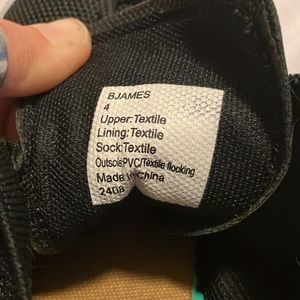 BJAMES
4
Upper:Textile
Lining:Textile
Sock:Textile
Outsole:PVC/Textile flocking
Made in China
2408